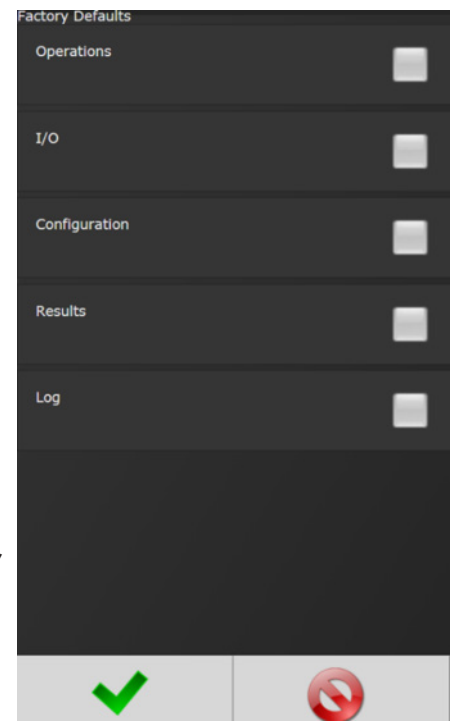 Factory Defaults
Operations
I/O
Configuration
Results
Log